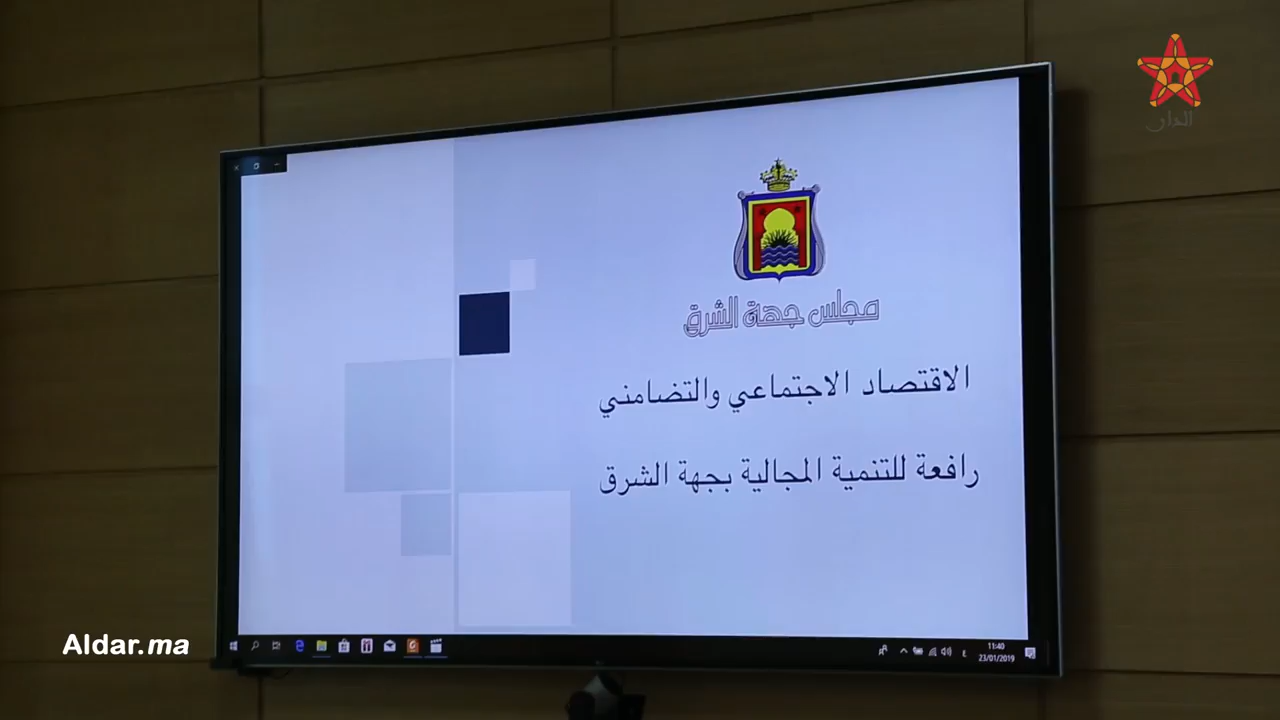 الدار
مجلس جهة الشرق
الاقتصاد الاجتماعي والتضامني
رافعة للتنمية المجالية بجهة الشرق
Aldar.ma
ع
11:40
23/01/2019